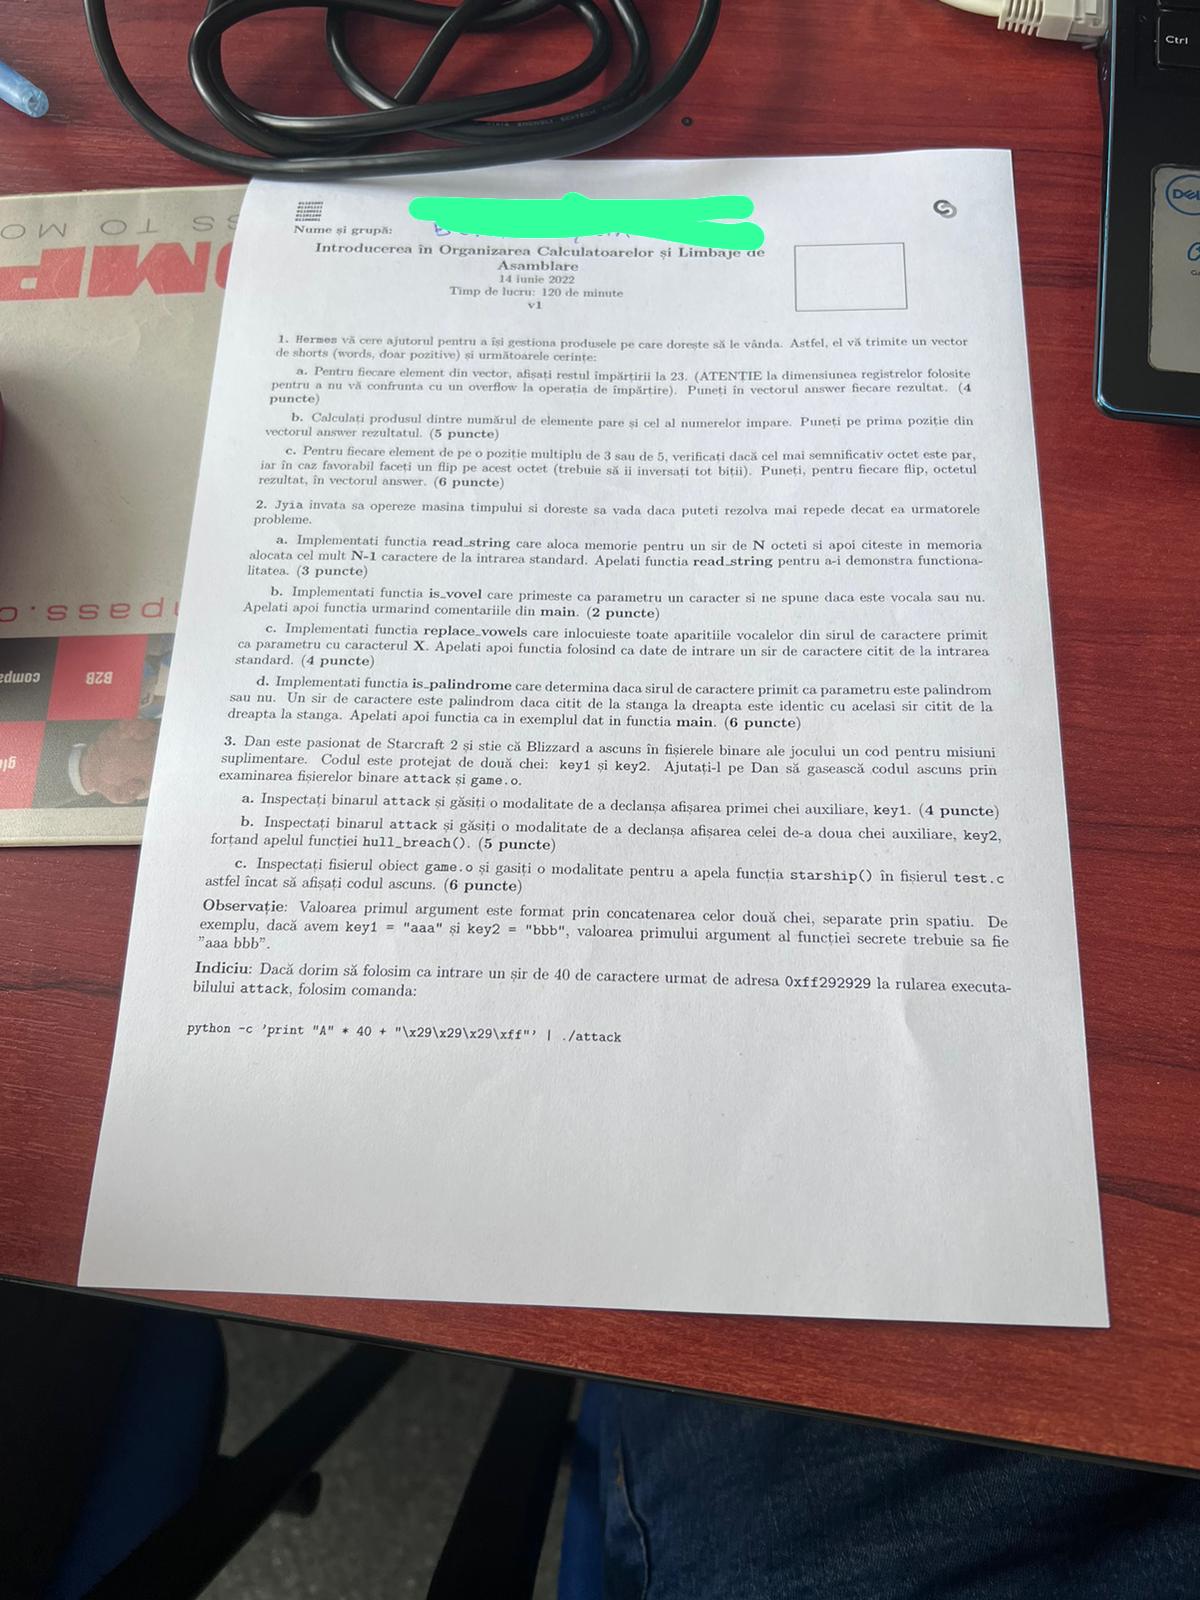 Ctrl
DELL
Nume și grupă:
Introducerea în Organizarea Calculatoarelor și Limbaje de
Asamblare
14 iunie 2022
Timp de lucru: 120 de minute
v1
1. Hermes vă cere ajutorul pentru a își gestiona produsele pe care dorește să le vânda. Astfel, el vă trimite un vector
de shorts (words, doar pozitive) și următoarele cerințe:
a. Pentru fiecare element din vector, afișați restul împărțirii la 23. (ATENȚIE la dimensiunea registrelor folosite
pentru a nu vă confrunta cu un overflow la operația de împărțire). Puneți în vectorul answer fiecare rezultat. (4
puncte)
b. Calculați produsul dintre numărul de elemente pare și cel al numerelor impare. Puneți pe prima poziție din
vectorul answer rezultatul. (5 puncte)
c. Pentru fiecare element de pe o poziție multiplu de 3 sau de 5, verificați dacă cel mai semnificativ octet este par,
iar în caz favorabil faceți un flip pe acest octet (trebuie să ii inversați tot biții). Puneți, pentru fiecare flip, octetul
rezultat, în vectorul answer. (6 puncte)
2. Jyia invata sa opereze masina timpului si doreste sa vada daca puteti rezolva mai repede decat ea urmatorele
probleme.
a. Implementati functia read_string care aloca memorie pentru un sir de N octeti si apoi citeste in memoria
alocata cel mult N-1 caractere de la intrarea standard. Apelati functia read_string pentru a-i demonstra functiona-
litatea. (3 puncte)
b. Implementati functia is_vovel care primeste ca parametru un caracter si ne spune daca este vocala sau nu.
Apelati apoi functia urmarind comentariile din main. (2 puncte)
c. Implementati functia replace_vowels care inlocuieste toate aparitiile vocalelor din sirul de caractere primit
ca parametru cu caracterul X. Apelati apoi functia folosind ca date de intrare un sir de caractere citit de la intrarea
standard. (4 puncte)
d. Implementati functia is_palindrome care determina daca sirul de caractere primit ca parametru este palindrom
sau nu. Un sir de caractere este palindrom daca citit de la stanga la dreapta este identic cu acelasi sir citit de la
dreapta la stanga. Apelati apoi functia ca in exemplul dat in functia main. (6 puncte)
3. Dan este pasionat de Starcraft 2 și stie că Blizzard a ascuns în fișierele binare ale jocului un cod pentru misiuni
suplimentare. Codul este protejat de două chei: key1 și key2. Ajutați-l pe Dan să gasească codul ascuns prin
examinarea fișierelor binare attack și game.o.
a. Inspectați binarul attack și găsiți o modalitate de a declanșa afișarea primei chei auxiliare, key1. (4 puncte)
b. Inspectați binarul attack și găsiți o modalitate de a declanșa afișarea celei de-a doua chei auxiliare, key2,
forțand apelul funcției hull_breach(). (5 puncte)
c. Inspectați fisierul obiect game.o și gasiți o modalitate pentru a apela funcția starship() în fișierul test.c
astfel încat să afișați codul ascuns. (6 puncte)
Observație: Valoarea primul argument este format prin concatenarea celor două chei, separate prin spatiu. De
exemplu, dacă avem key1 = "aaa" și key2 = "bbb", valoarea primului argument al funcției secrete trebuie sa fie
"aaa bbb".
Indiciu: Dacă dorim să folosim ca intrare un șir de 40 de caractere urmat de adresa 0xff292929 la rularea executa-
bilului attack, folosim comanda:
python -c 'print "A" * 40 + "\x29\x29\x29\xff"' | ./attack
B2B